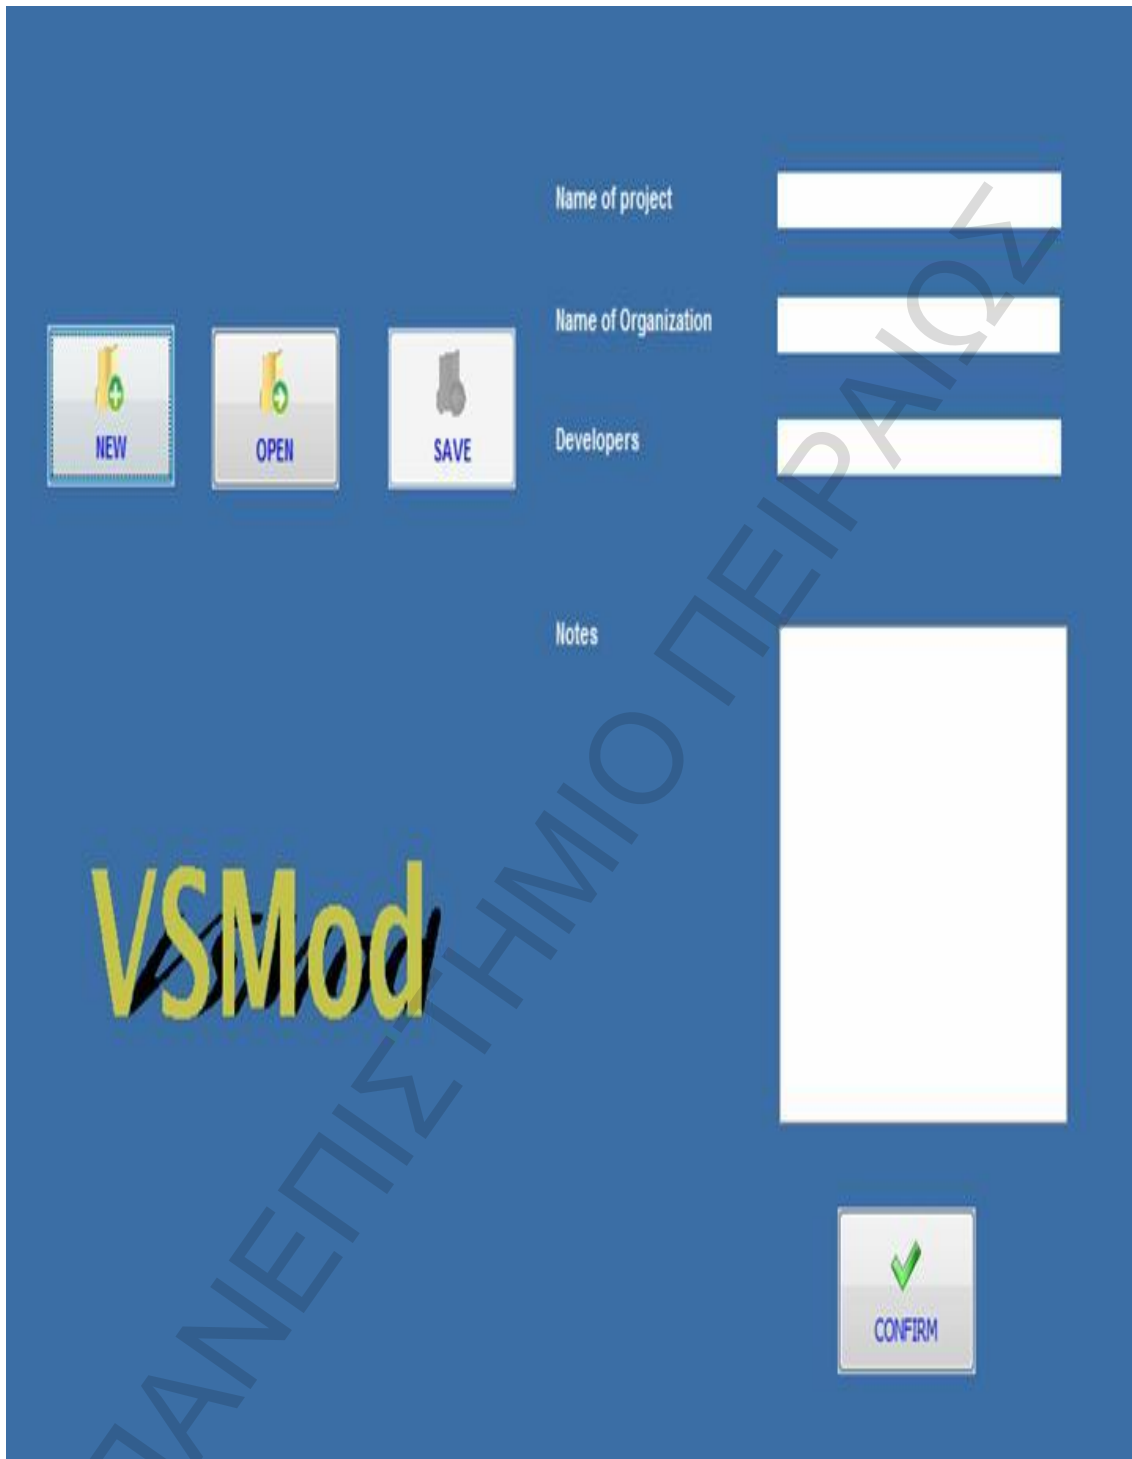 Name of project
Name of Organization
NEW
OPEN
SAVE
Developers
Notes
VSMod
CONFIRM
ΠΑΝΕΠΙΣΤΗΜΙΟ ΠΕΙΡΑΙΩΣ